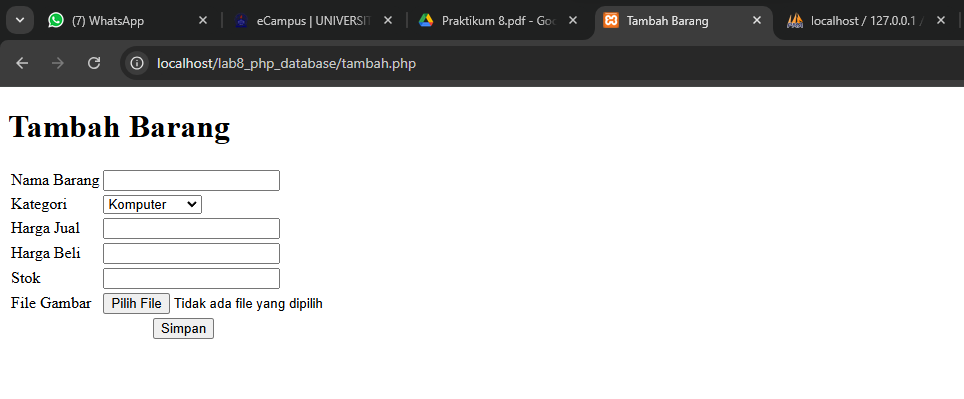 (7) WhatsApp
eCampus | UNIVERSIT
Praktikum 8.pdf - Goo
Tambah Barang
localhost / 127.0.0.1 /
localhost/lab8_php_database/tambah.php
Tambah Barang
Nama Barang
Kategori Komputer
Harga Jual
Harga Beli
Stok
File Gambar Pilih File Tidak ada file yang dipilih
Simpan